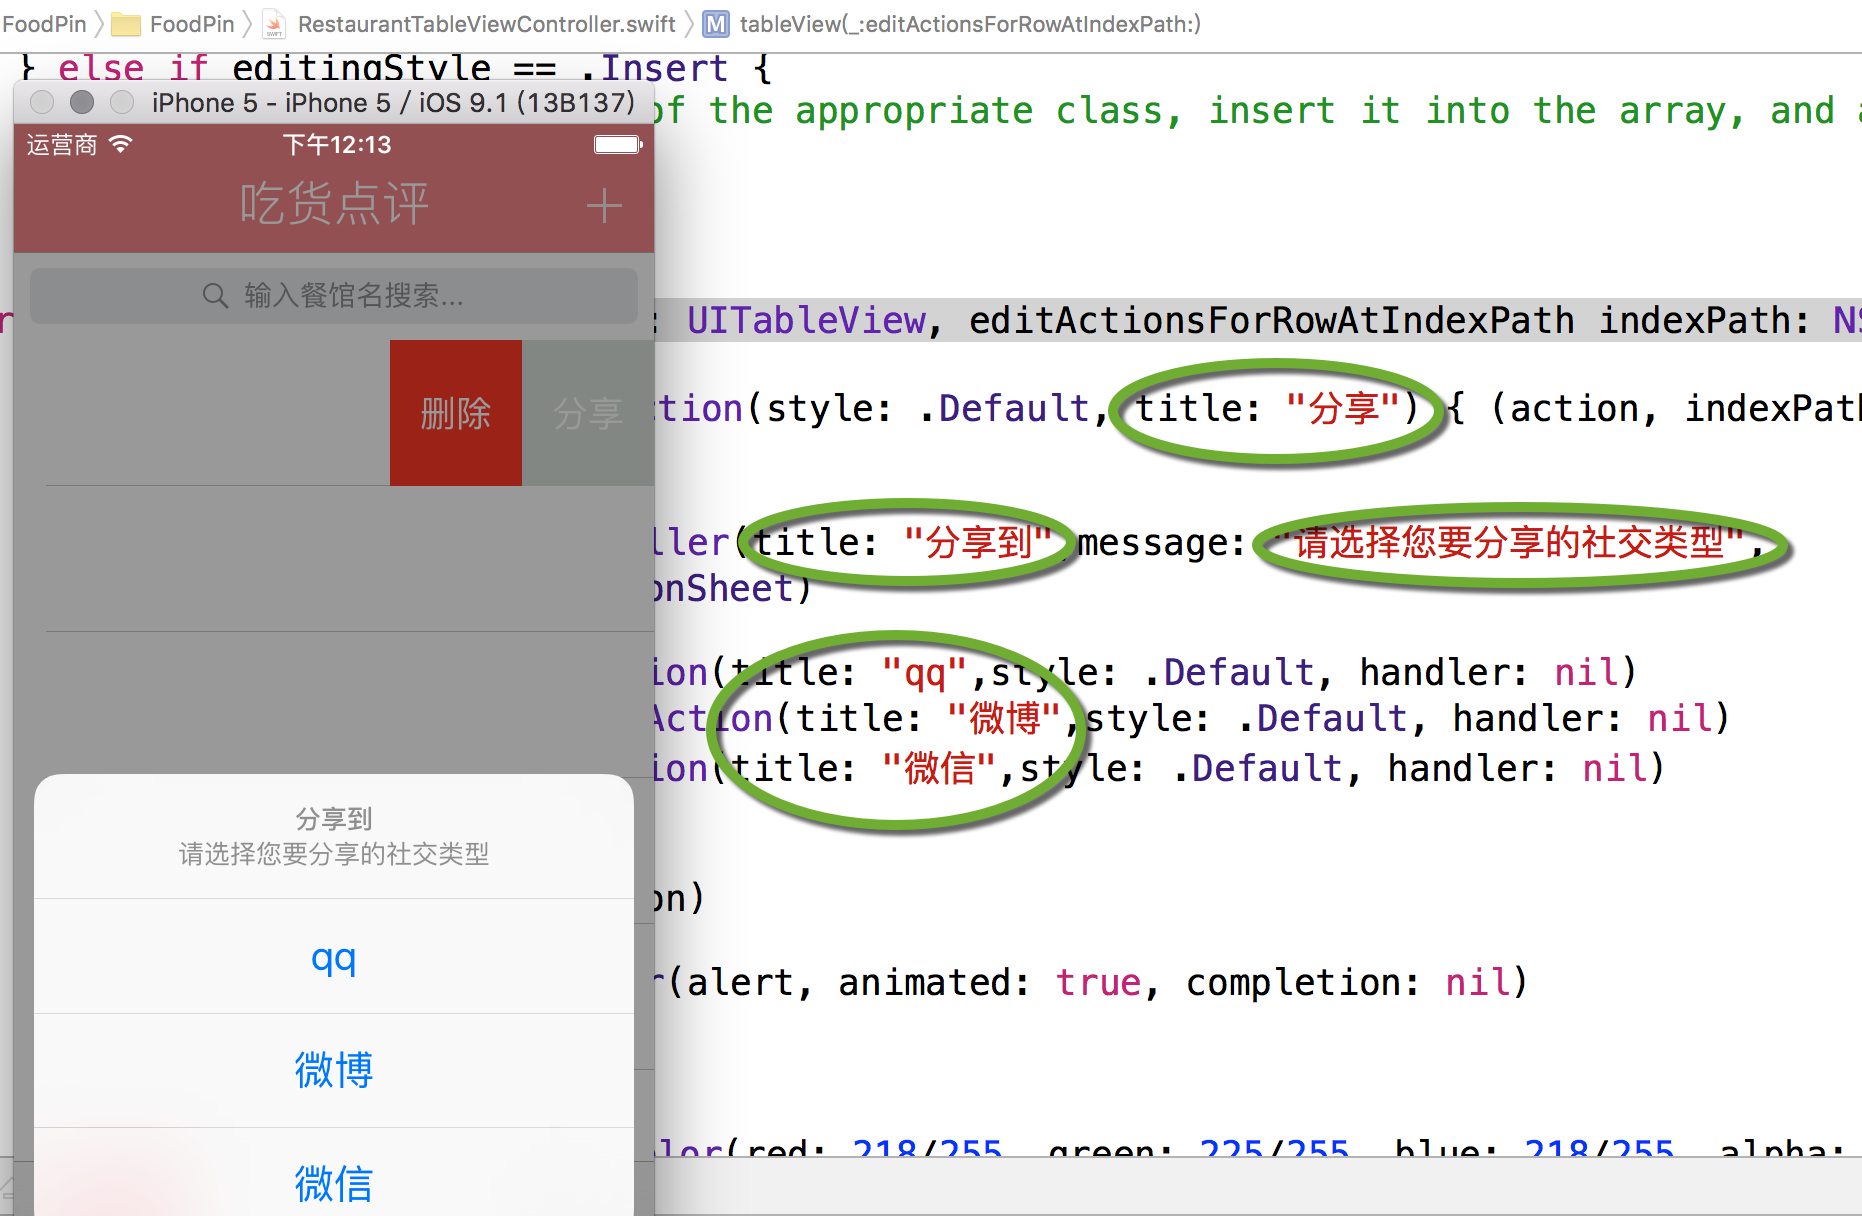 FoodPin FoodPin RestaurantTableViewController.swift M tableView(_:editActionsForRowAtIndexPath:)
} else if editingStyle == .Insert {
iPhone 5 - iPhone 5 / iOS 9.1 (13B137)
of the appropriate class, insert it into the array, and a
运营商 下午12:13
吃货点评
输入餐馆名搜索...
: UITableView, editActionsForRowAtIndexPath indexPath: NS
删除 分享
ction(style: .Default, title: "分享") { (action, indexPath
ller(title: "分享到",message: "请选择您要分享的社交类型",
onSheet)
ion(title: "qq",style: .Default, handler: nil)
Action(title: "微博",style: .Default, handler: nil)
ion(title: "微信",style: .Default, handler: nil)
分享到
请选择您要分享的社交类型
on)
qq
r(alert, animated: true, completion: nil)
微博
lor(red: 218/255, green: 225/255, blue: 218/255, alpha:
微信